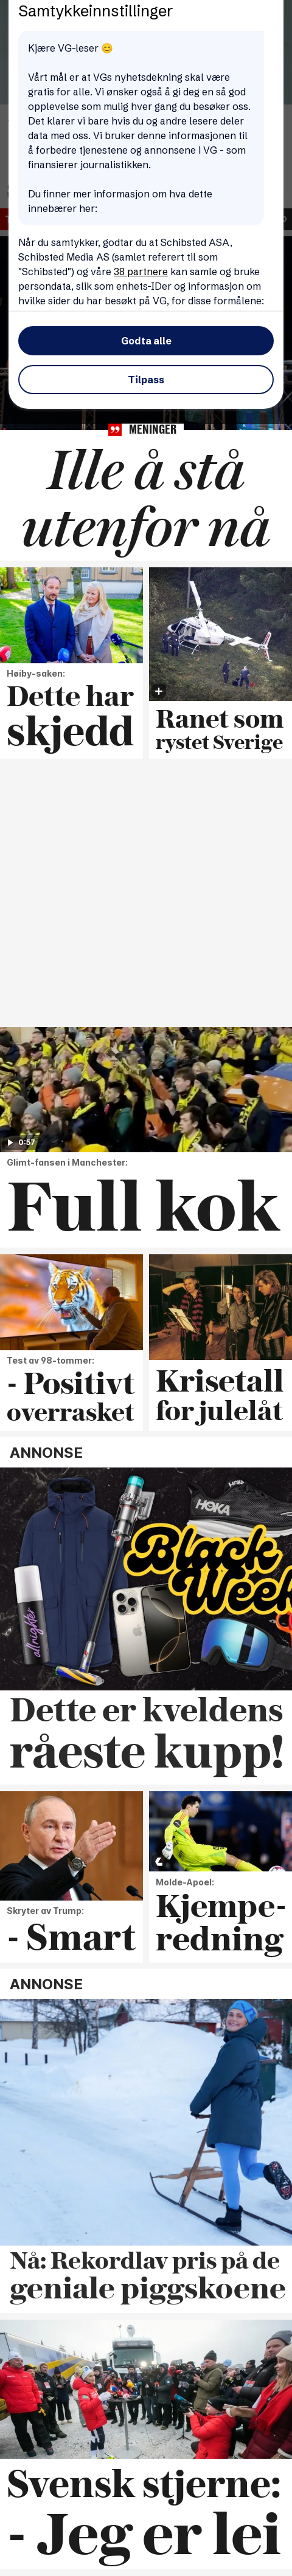 Samtykkeinnstillinger
Kjære VG-leser 😊
Vårt mål er at VGs nyhetsdekning skal være
gratis for alle. Vi ønsker også å gi deg en så god
opplevelse som mulig hver gang du besøker oss.
Det klarer vi bare hvis du og andre lesere deler
data med oss. Vi bruker denne informasjonen til
å forbedre tjenestene og annonsene i VG - som
finansierer journalistikken.
Du finner mer informasjon om hva dette
innebærer her:
Når du samtykker, godtar du at Schibsted ASA,
Schibsted Media AS (samlet referert til som
"Schibsted") og våre 38 partnere kan samle og bruke
persondata, slik som enhets-IDer og informasjon om
hvilke sider du har besøkt på VG, for disse formålene:
Godta alle
Tilpass
MENINGER
Ille å stå
utenfor nå
Høiby-saken:
Dette har
skjedd
Ranet som
rystet Sverige
0:57
Glimt-fansen i Manchester:
Full kok
Test av 98-tommer:
- Positivt
overrasket
Krisetall
for julelåt
ANNONSE
HOKA
Black
Week
allnighter
Dette er kveldens
råeste kupp!
Skryter av Trump:
- Smart
Molde-Apoel:
Kjempe-
redning
ANNONSE
Nå: Rekordlav pris på de
geniale piggskoene
Svensk stjerne:
- Jeg er lei